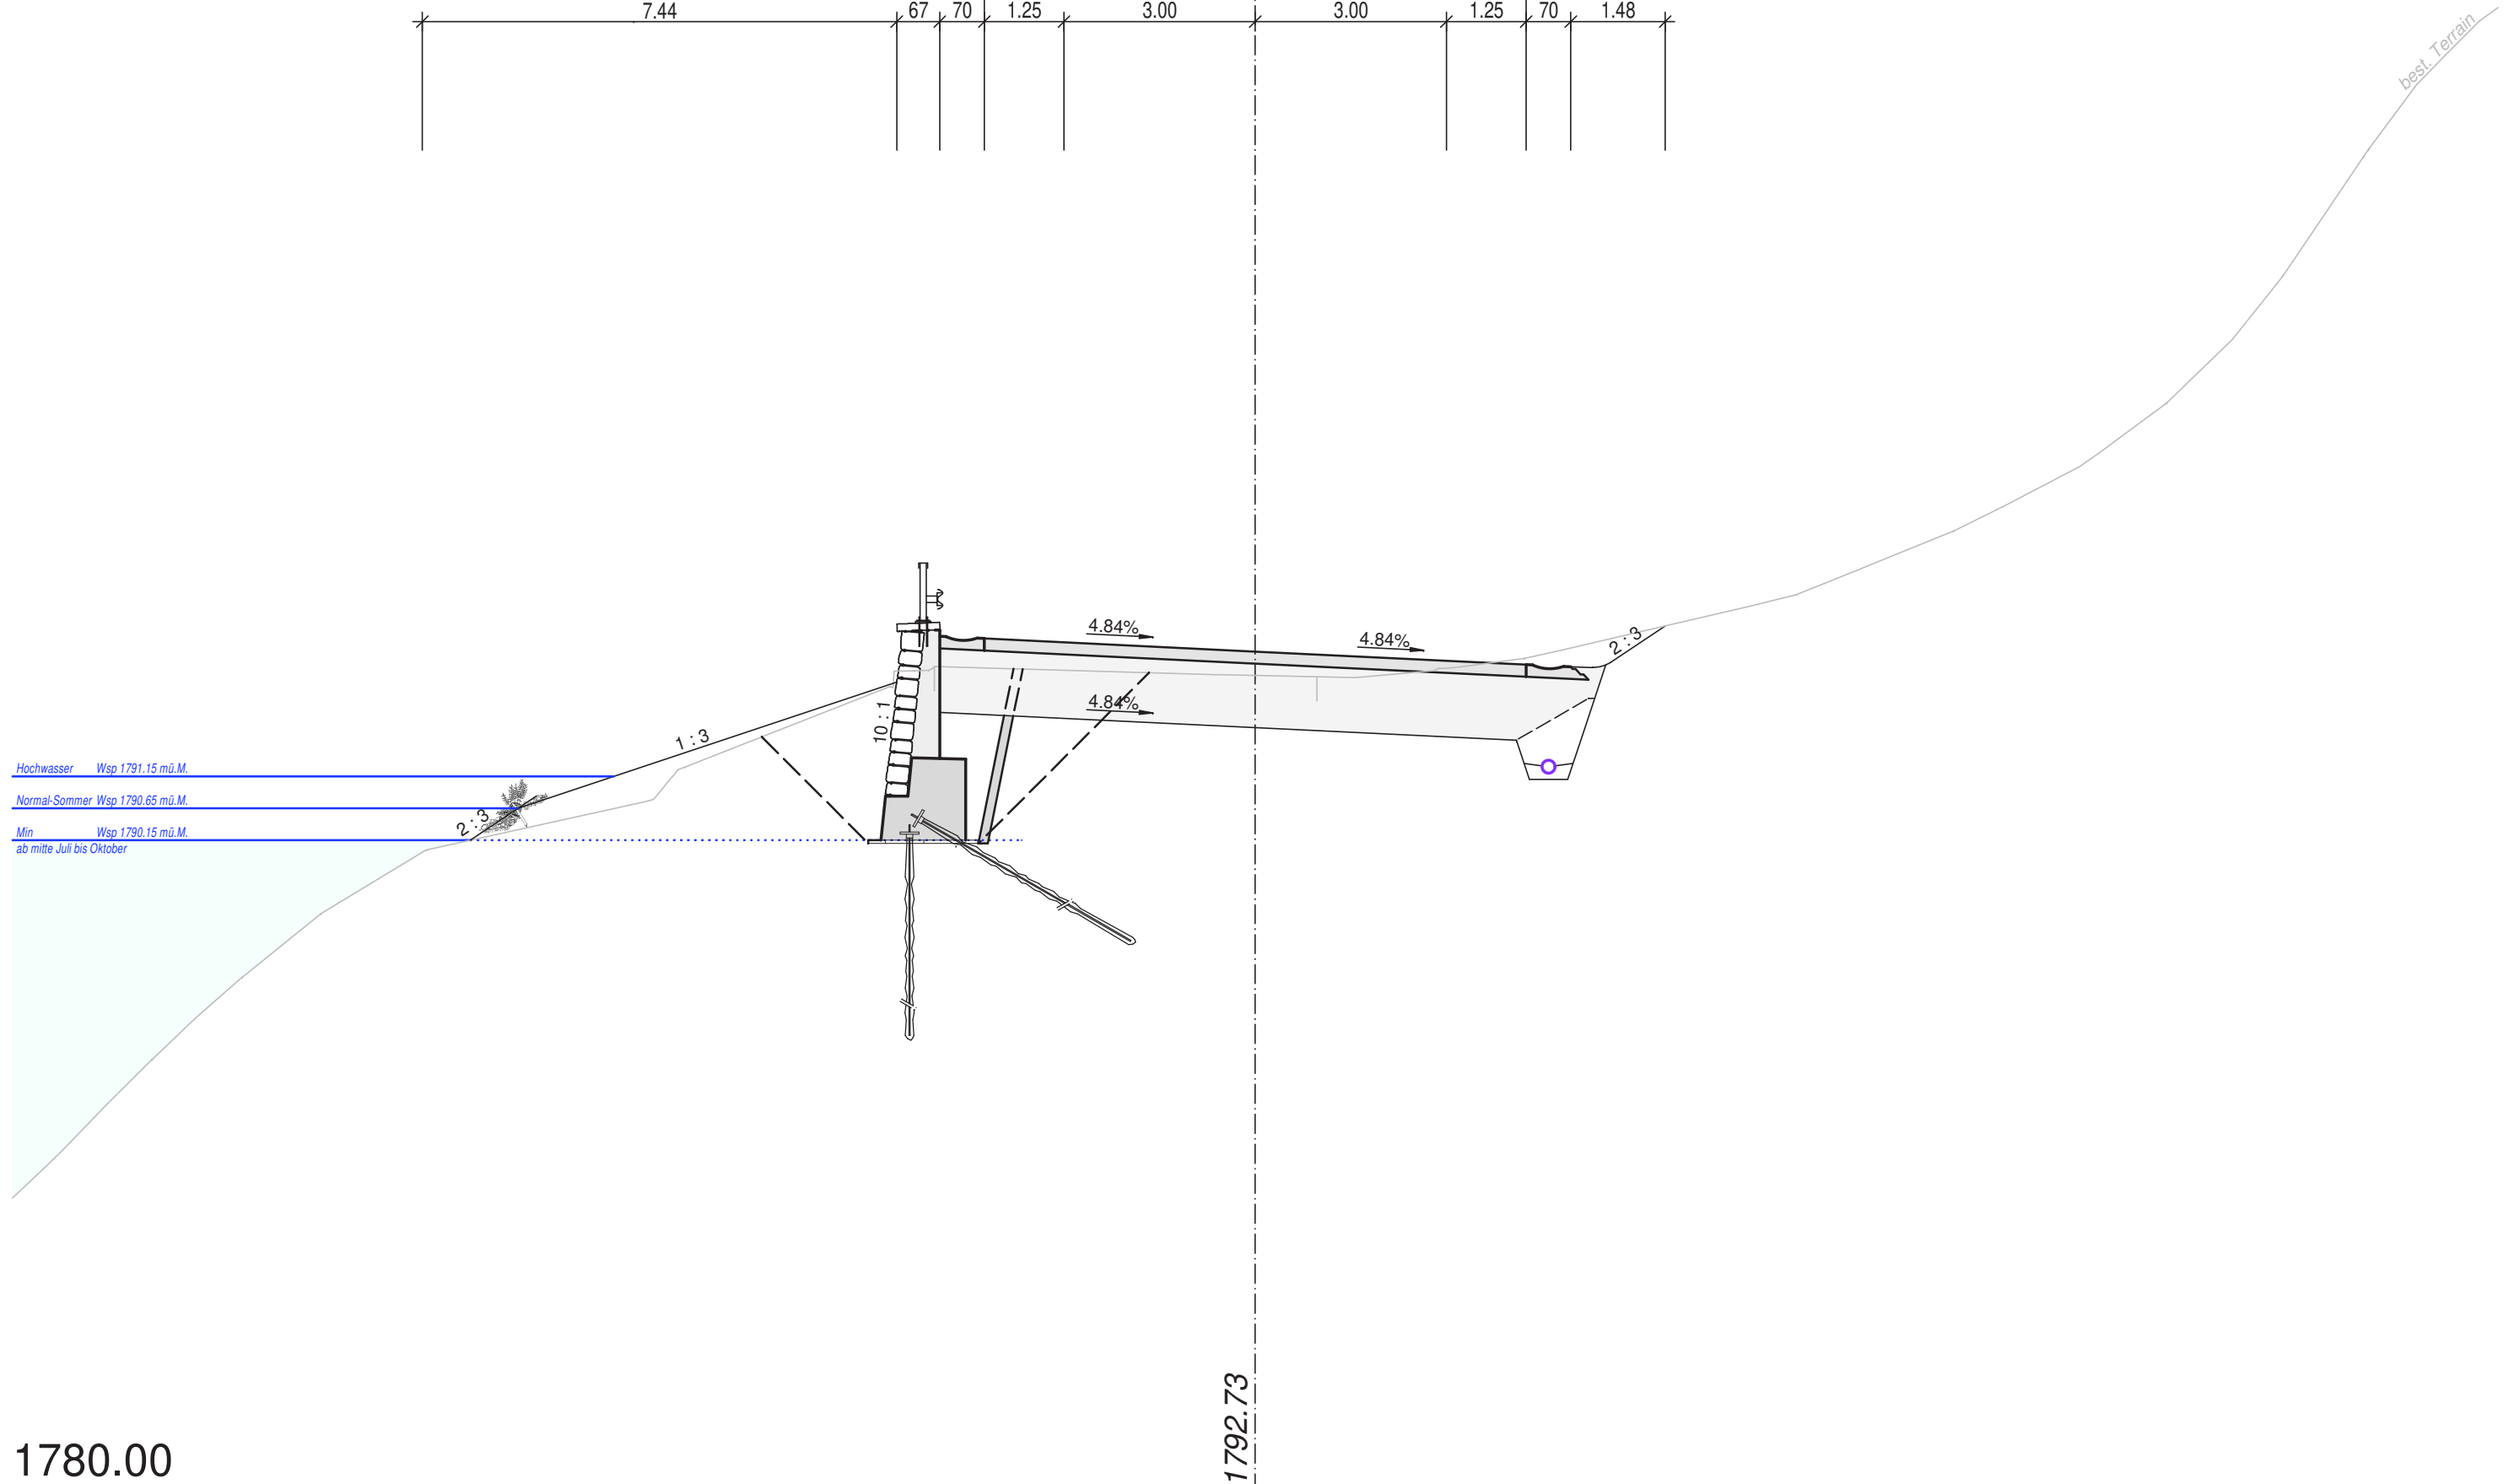 7.44 67 70 1.25 3.00 3.00 1.25 70 1.48
best. Terrain
4.84%
4.84%
2 : 3
4.84%
10 : 1
1 : 3
Hochwasser Wsp 1791.15 mü.M.
Normal-Sommer Wsp 1790.65 mü.M.
2 : 3
Min Wsp 1790.15 mü.M.
ab mitte Juli bis Oktober
1792.73
1780.00